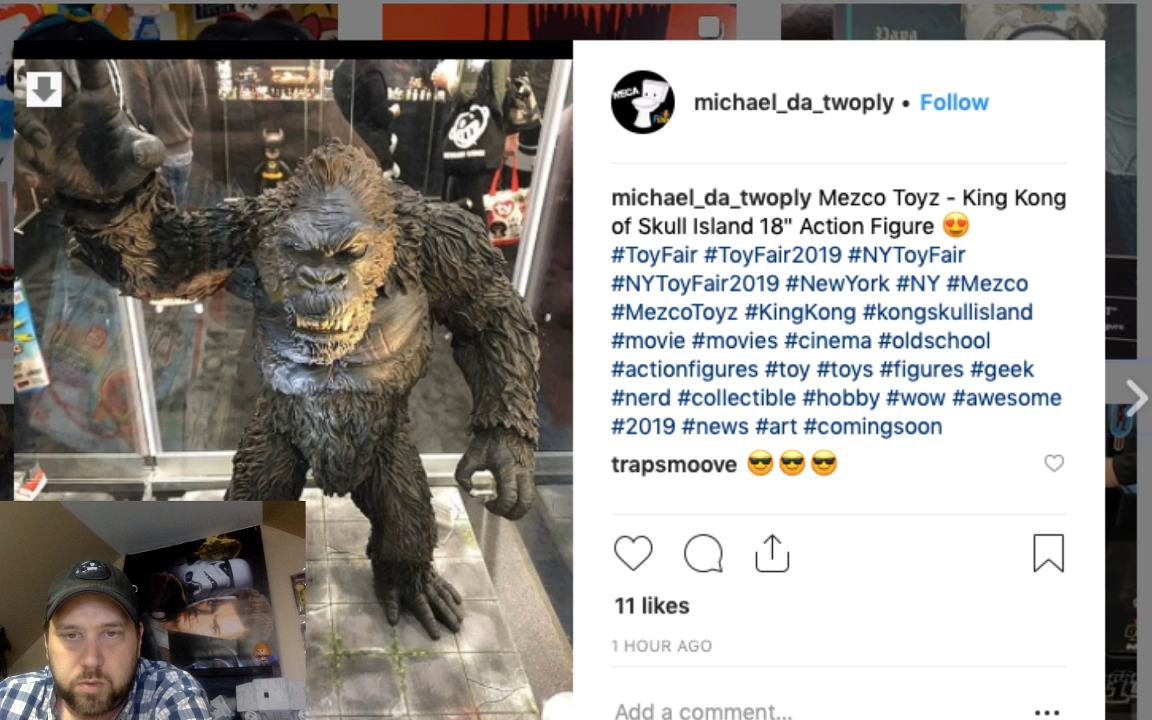 NECA
michael_da_twoply • Follow
michael_da_twoply Mezco Toyz - King Kong
of Skull Island 18" Action Figure 😍
#ToyFair #ToyFair2019 #NYToyFair
#NYToyFair2019 #NewYork #NY #Mezco
#MezcoToyz #KingKong #kongskullisland
#movie #movies #cinema #oldschool
#actionfigures #toy #toys #figures #geek
#nerd #collectible #hobby #wow #awesome
#2019 #news #art #comingsoon
trapsmoove 😎😎😎
11 likes
1 HOUR AGO
Add a comment...
ty